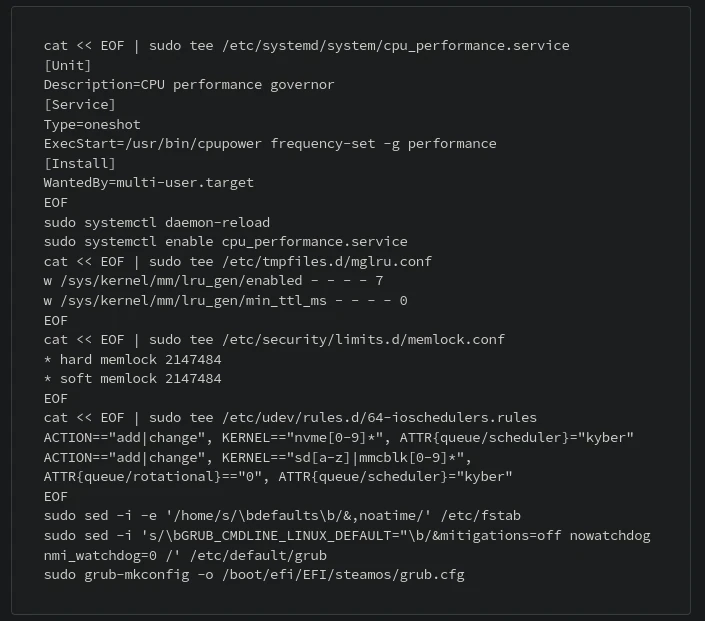 cat << EOF | sudo tee /etc/systemd/system/cpu_performance.service
[Unit]
Description=CPU performance governor
[Service]
Type=oneshot
ExecStart=/usr/bin/cpupower frequency-set -g performance
[Install]
WantedBy=multi-user.target
EOF
sudo systemctl daemon-reload
sudo systemctl enable cpu_performance.service
cat << EOF | sudo tee /etc/tmpfiles.d/mglru.conf
w /sys/kernel/mm/lru_gen/enabled - - - - 7
w /sys/kernel/mm/lru_gen/min_ttl_ms - - - - 0
EOF
cat << EOF | sudo tee /etc/security/limits.d/memlock.conf
* hard memlock 2147484
* soft memlock 2147484
EOF
cat << EOF | sudo tee /etc/udev/rules.d/64-ioschedulers.rules
ACTION=="add|change", KERNEL=="nvme[0-9]*", ATTR{queue/scheduler}="kyber"
ACTION=="add|change", KERNEL=="sd[a-z]|mmcblk[0-9]*",
ATTR{queue/rotational}=="0", ATTR{queue/scheduler}="kyber"
EOF
sudo sed -i -e '/home/s/\bdefaults\b/&,noatime/' /etc/fstab
sudo sed -i 's/\bGRUB_CMDLINE_LINUX_DEFAULT="\b/&mitigations=off nowatchdog
nmi_watchdog=0 /' /etc/default/grub
sudo grub-mkconfig -o /boot/efi/EFI/steamos/grub.cfg